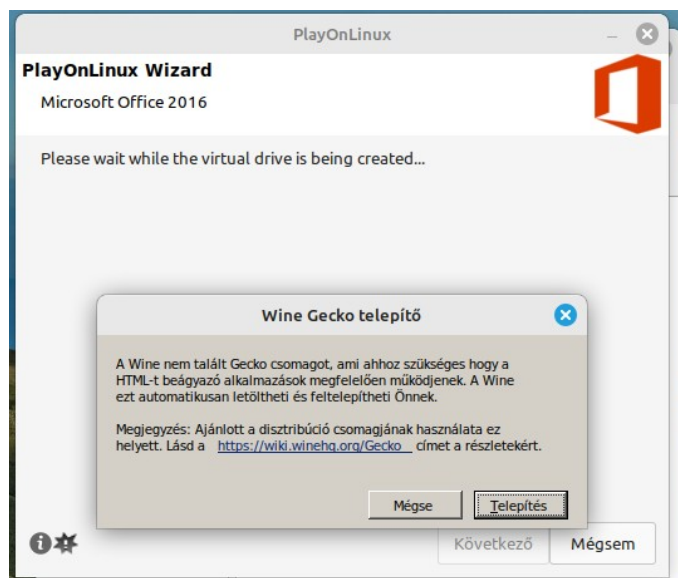 PlayOnLinux
PlayOnLinux Wizard
Microsoft Office 2016
Please wait while the virtual drive is being created...
Wine Gecko telepítő
A Wine nem talált Gecko csomagot, ami ahhoz szükséges hogy a
HTML-t beágyazó alkalmazások megfelelően működjenek. A Wine
ezt automatikusan letöltheti és feltelepítheti Önnek.
Megjegyzés: Ajánlott a disztribúció csomagjának használata ez
helyett. Lásd a https://wiki.winehq.org/Gecko címet a részletekért.
Mégse Telepítés
Következő Mégsem